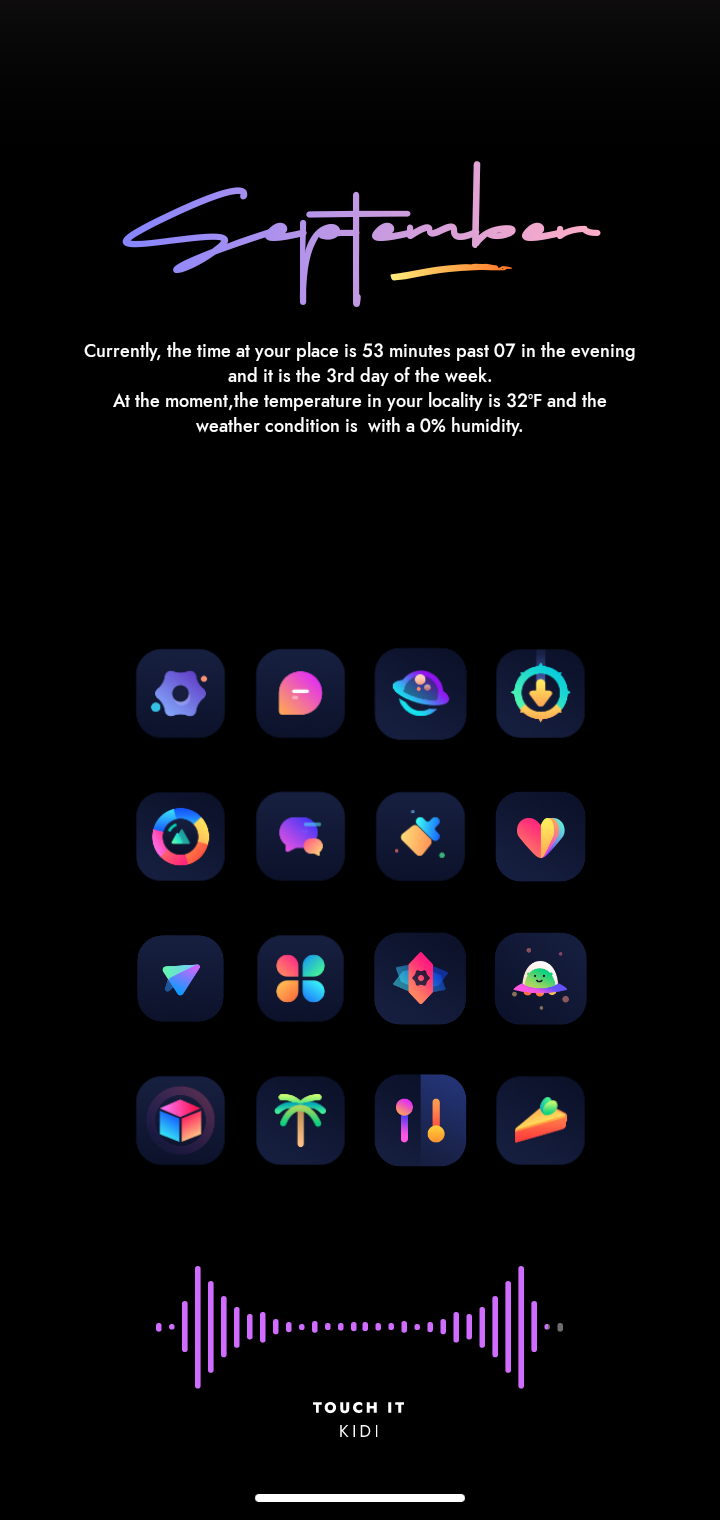 September
Currently, the time at your place is 53 minutes past 07 in the evening
and it is the 3rd day of the week.
At the moment,the temperature in your locality is 32°F and the
weather condition is  with a 0% humidity.
TOUCH IT
KIDI